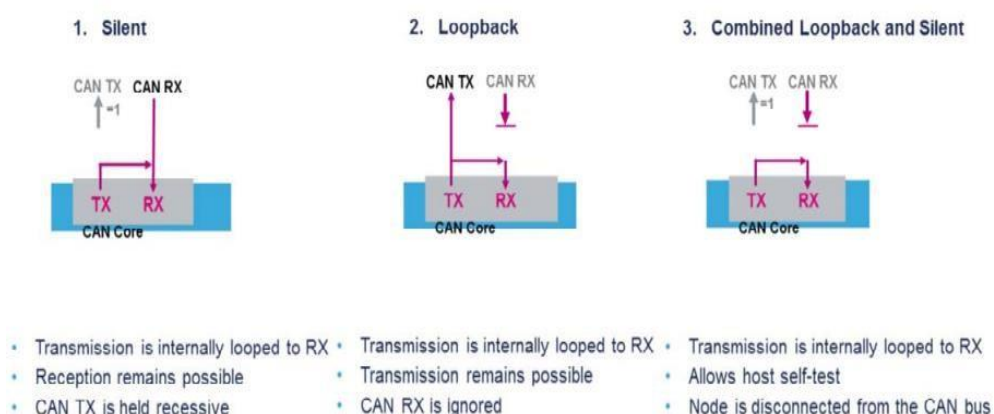 1. Silent
CAN TX CAN RX
=1
TX RX
CAN Core
• Transmission is internally looped to RX
• Reception remains possible
• CAN TX is held recessive
2. Loopback
CAN TX CAN RX
TX RX
CAN Core
• Transmission is internally looped to RX
• Transmission remains possible
• CAN RX is ignored
3. Combined Loopback and Silent
CAN TX CAN RX
=1
TX RX
CAN Core
• Transmission is internally looped to RX
• Allows host self-test
• Node is disconnected from the CAN bus